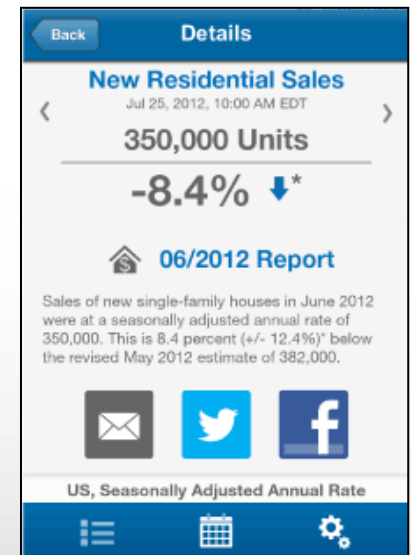 Back
Details
New Residential Sales
Jul 25, 2012, 10:00 AM EDT
350,000 Units
-8.4% *
06/2012 Report
Sales of new single-family houses in June 2012
were at a seasonally adjusted annual rate of
350,000. This is 8.4 percent (+/- 12.4%)* below
the revised May 2012 estimate of 382,000.
US, Seasonally Adjusted Annual Rate